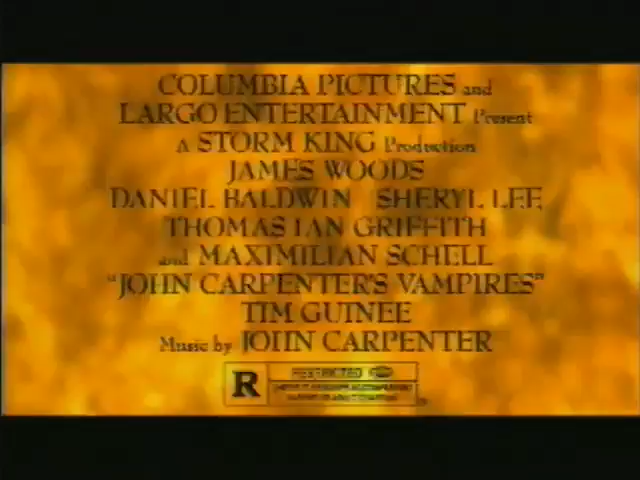 COLUMBIA PICTURES and
LARGO ENTERTAINMENT Present
A STORM KING Production
JAMES WOODS
DANIEL BALDWIN SHERYL LEE
THOMAS IAN GRIFFITH
and MAXIMILIAN SCHELL
"JOHN CARPENTER'S VAMPIRES"
TIM GUINEE
Music by JOHN CARPENTER
R RESTRICTED